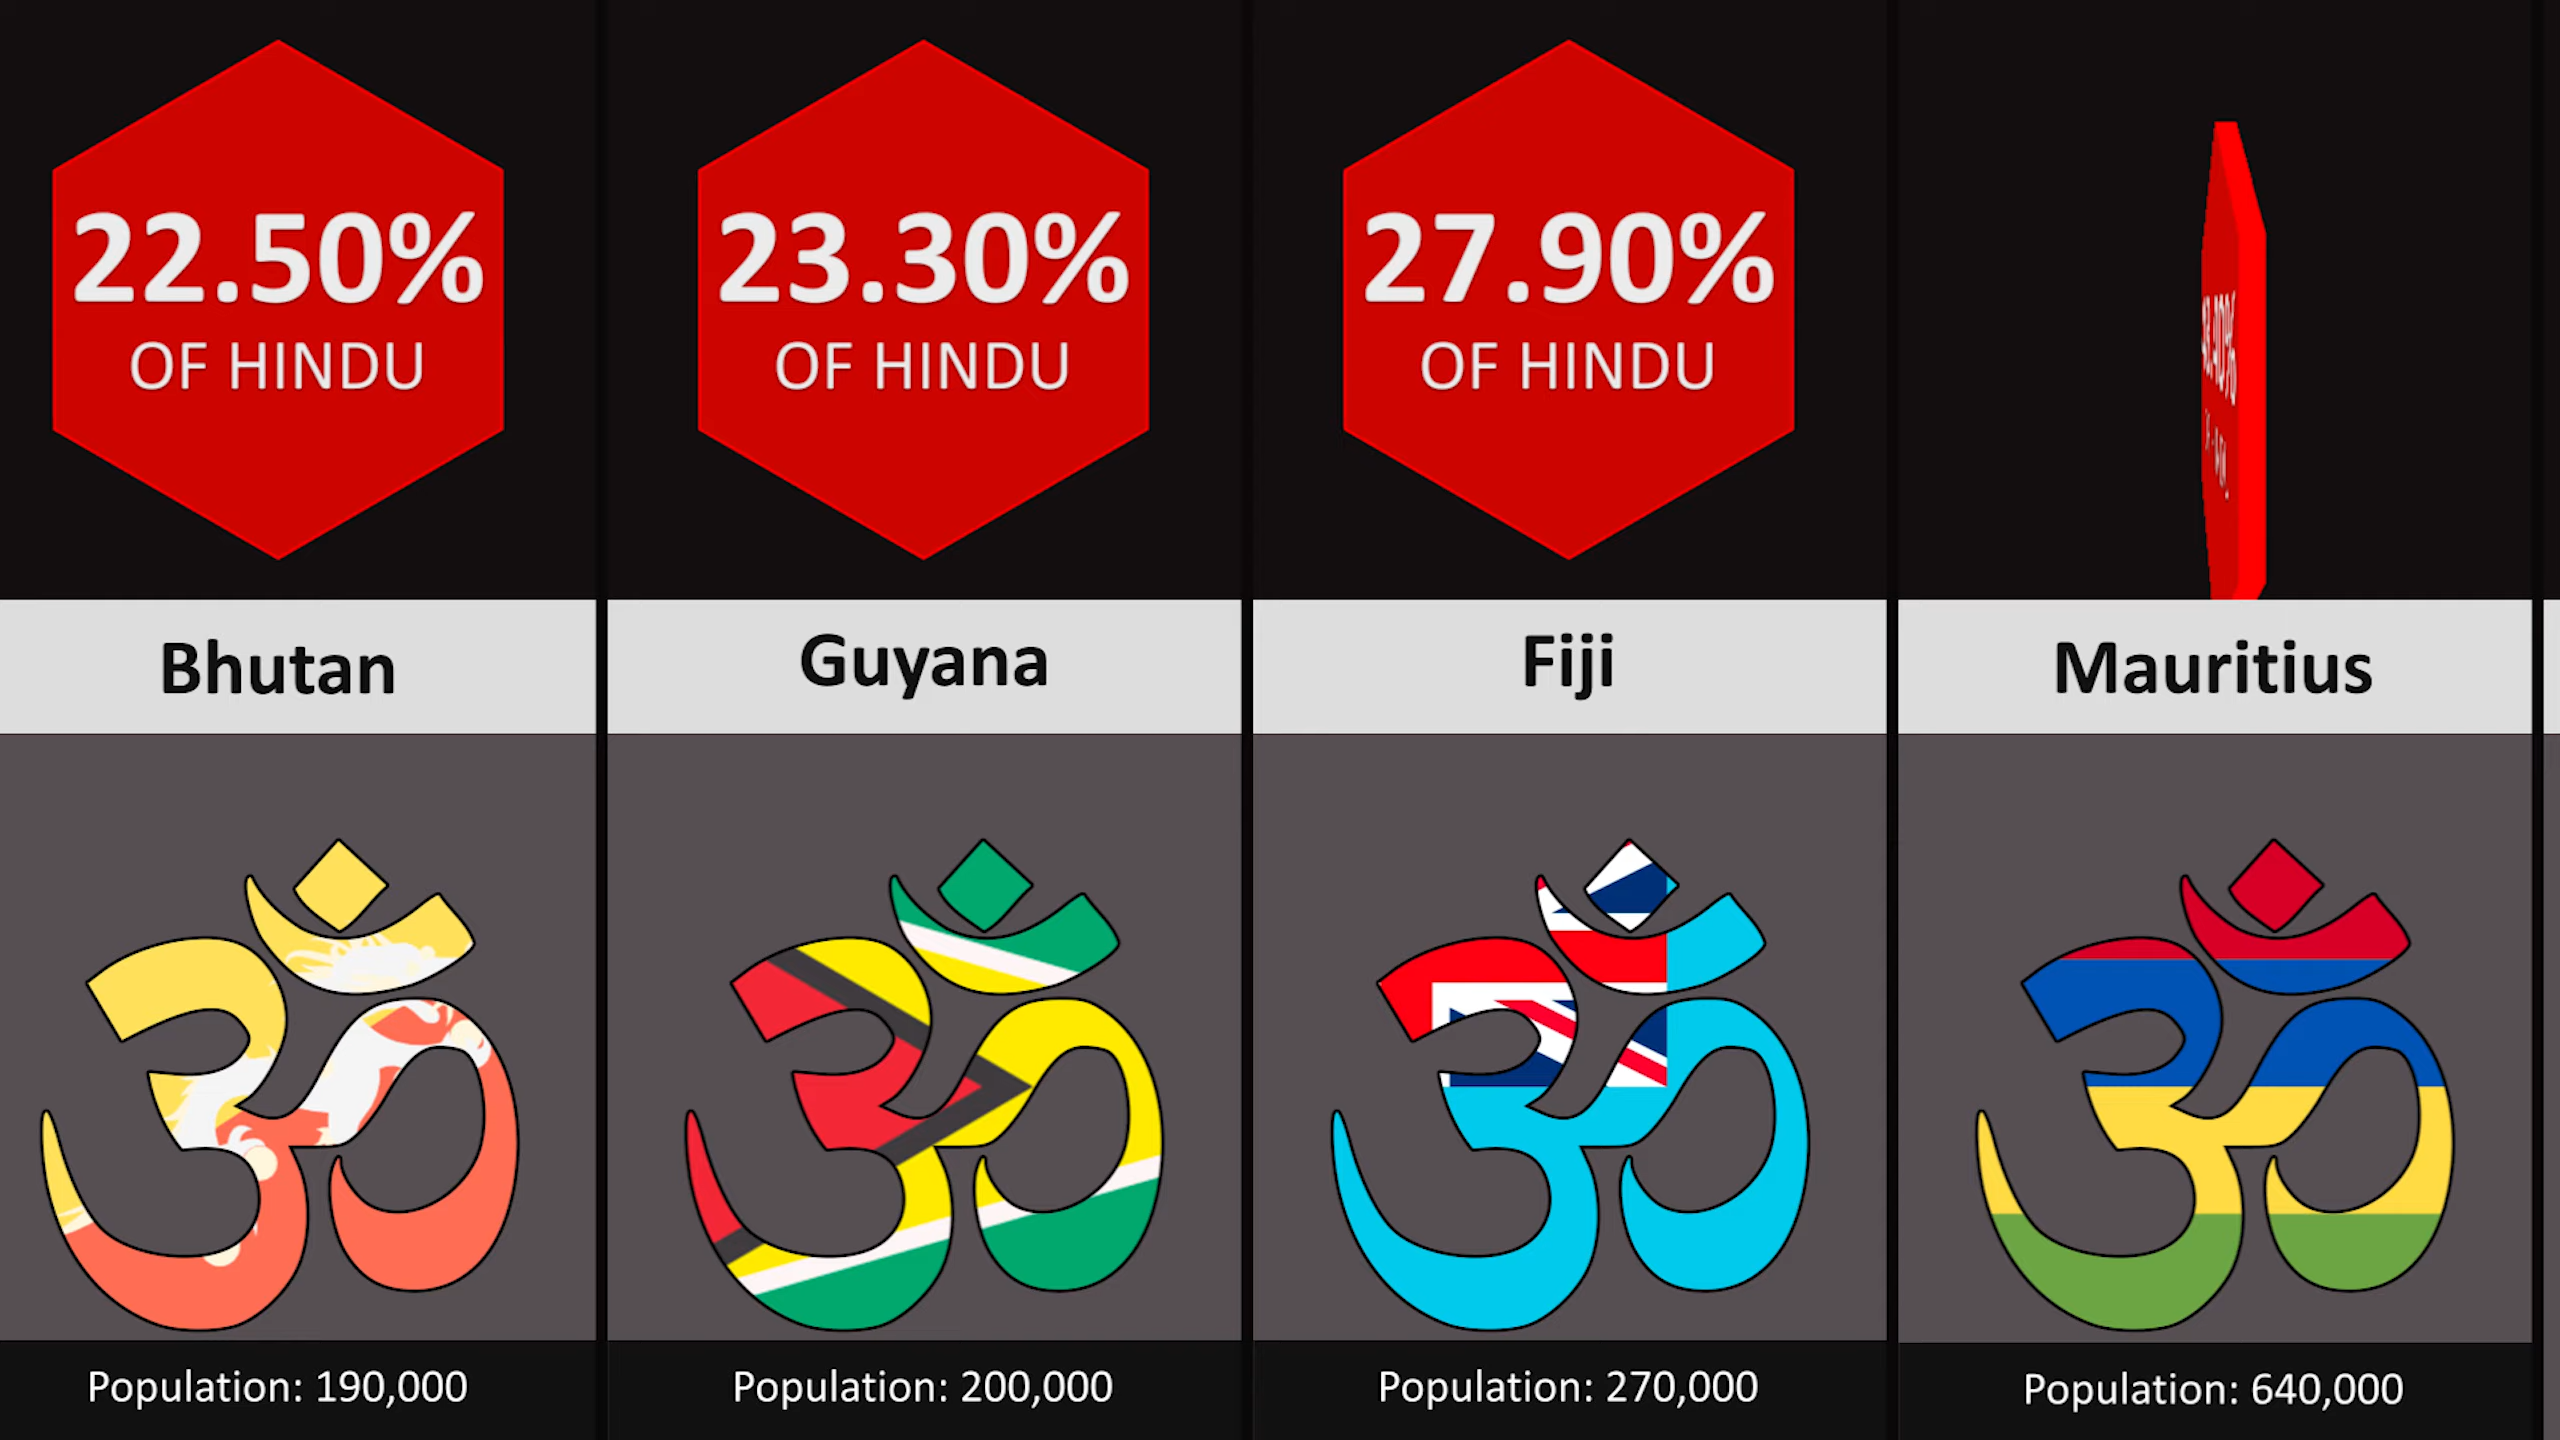 22.50%
OF HINDU
23.30%
OF HINDU
27.90%
OF HINDU
Bhutan
Guyana
Fiji
Mauritius
Population: 190,000
Population: 200,000
Population: 270,000
Population: 640,000